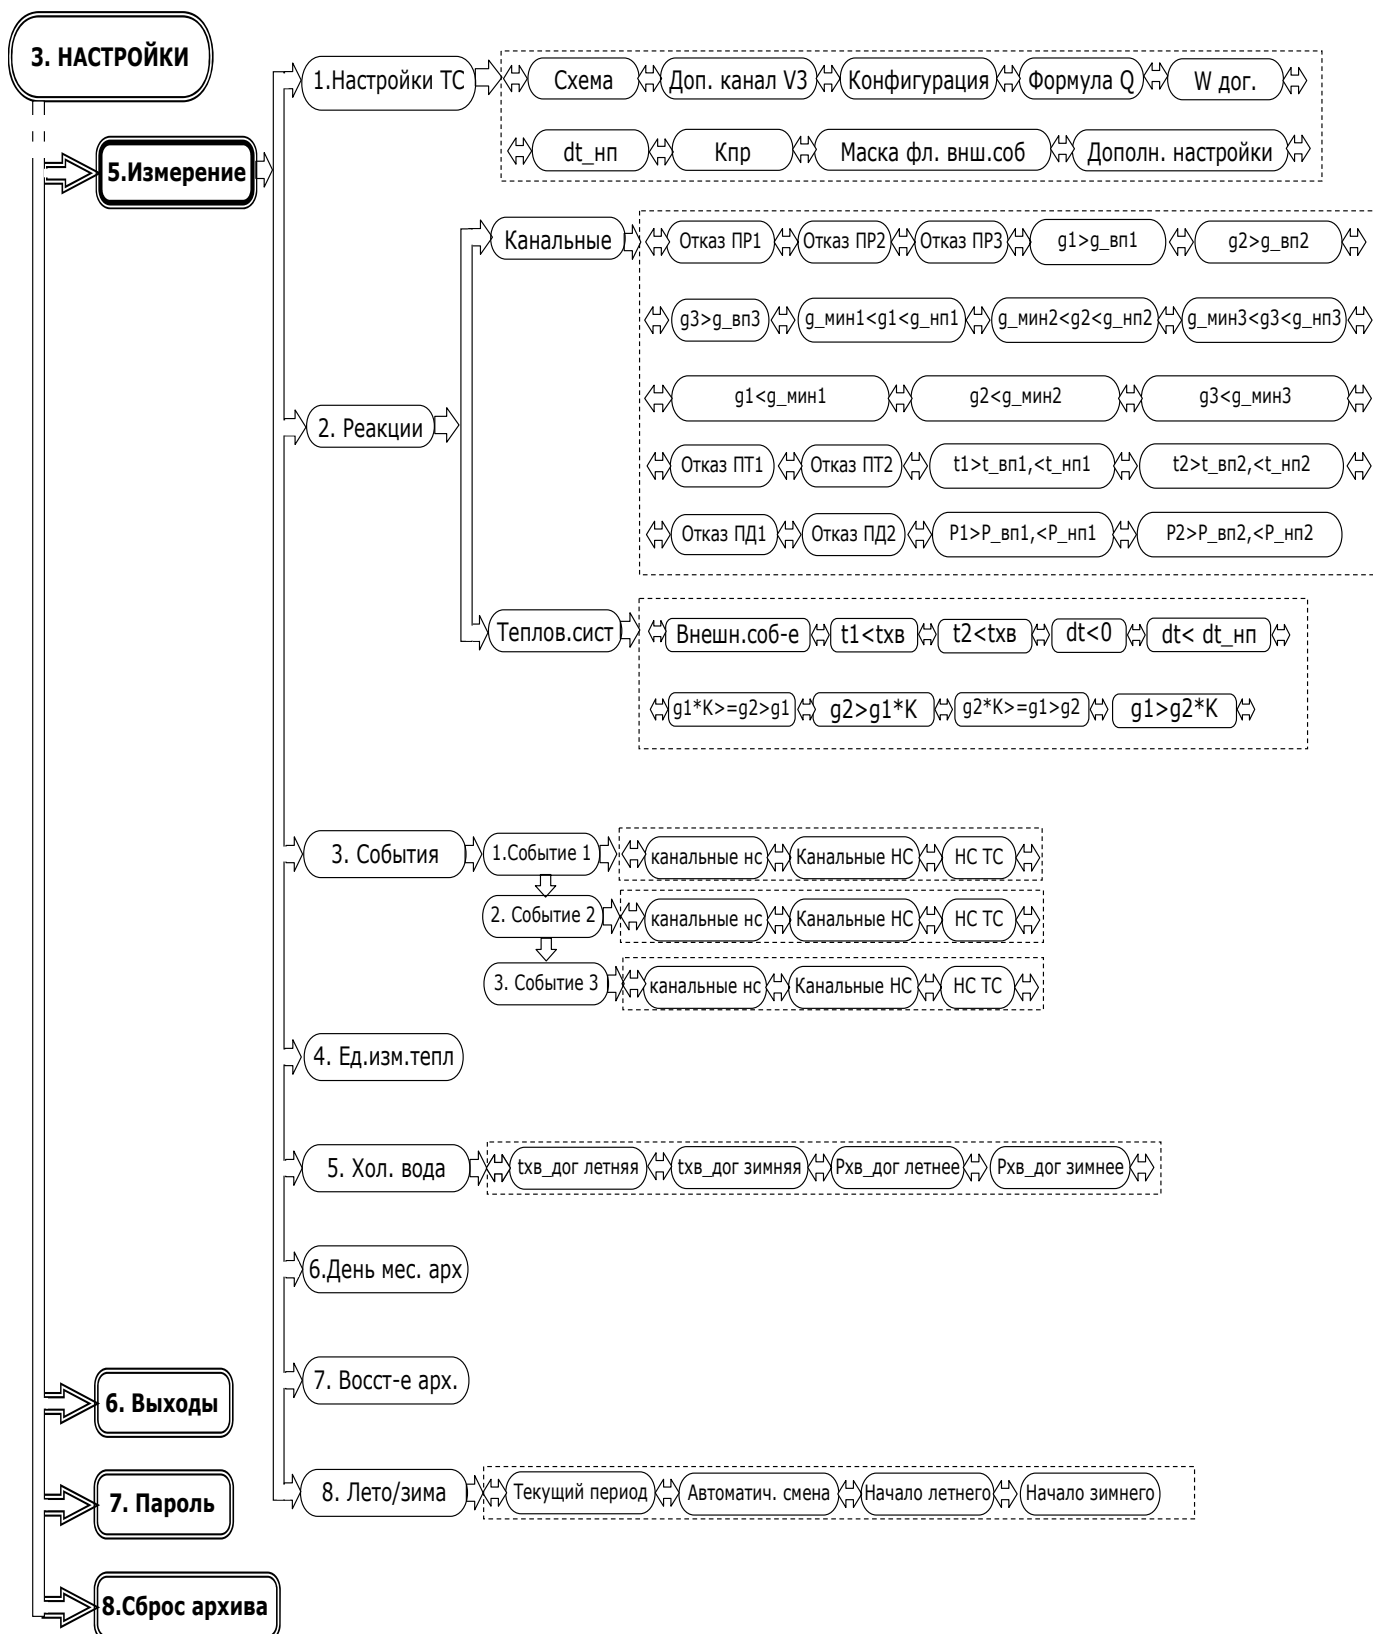 3. НАСТРОЙКИ
5.Измерение
1.Настройки ТС
Схема
Доп. канал V3
Конфигурация
Формула Q
W дог.
dt_нп
Кпр
Маска фл. внш.соб
Дополн. настройки
2. Реакции
Канальные
Отказ ПР1
Отказ ПР2
Отказ ПР3
g1>g_вп1
g2>g_вп2
g3>g_вп3
g_мин1<g1<g_нп1
g_мин2<g2<g_нп2
g_мин3<g3<g_нп3
g1<g_мин1
g2<g_мин2
g3<g_мин3
Отказ ПТ1
Отказ ПТ2
t1>t_вп1,<t_нп1
t2>t_вп2,<t_нп2
Отказ ПД1
Отказ ПД2
P1>P_вп1,<P_нп1
P2>P_вп2,<P_нп2
Теплов.сист
Внешн.соб-е
t1<tхв
t2<tхв
dt<0
dt< dt_нп
g1*K>=g2>g1
g2>g1*K
g2*K>=g1>g2
g1>g2*K
3. События
1.Событие 1
канальные нс
Канальные НС
НС ТС
2. Событие 2
канальные нс
Канальные НС
НС ТС
3. Событие 3
канальные нс
Канальные НС
НС ТС
4. Ед.изм.тепл
5. Хол. вода
tхв_дог летняя
tхв_дог зимняя
Рхв_дог летнее
Рхв_дог зимнее
6.День мес. арх
7. Восст-е арх.
6. Выходы
8. Лето/зима
Текущий период
Автоматич. смена
Начало летнего
Начало зимнего
7. Пароль
8.Сброс архива